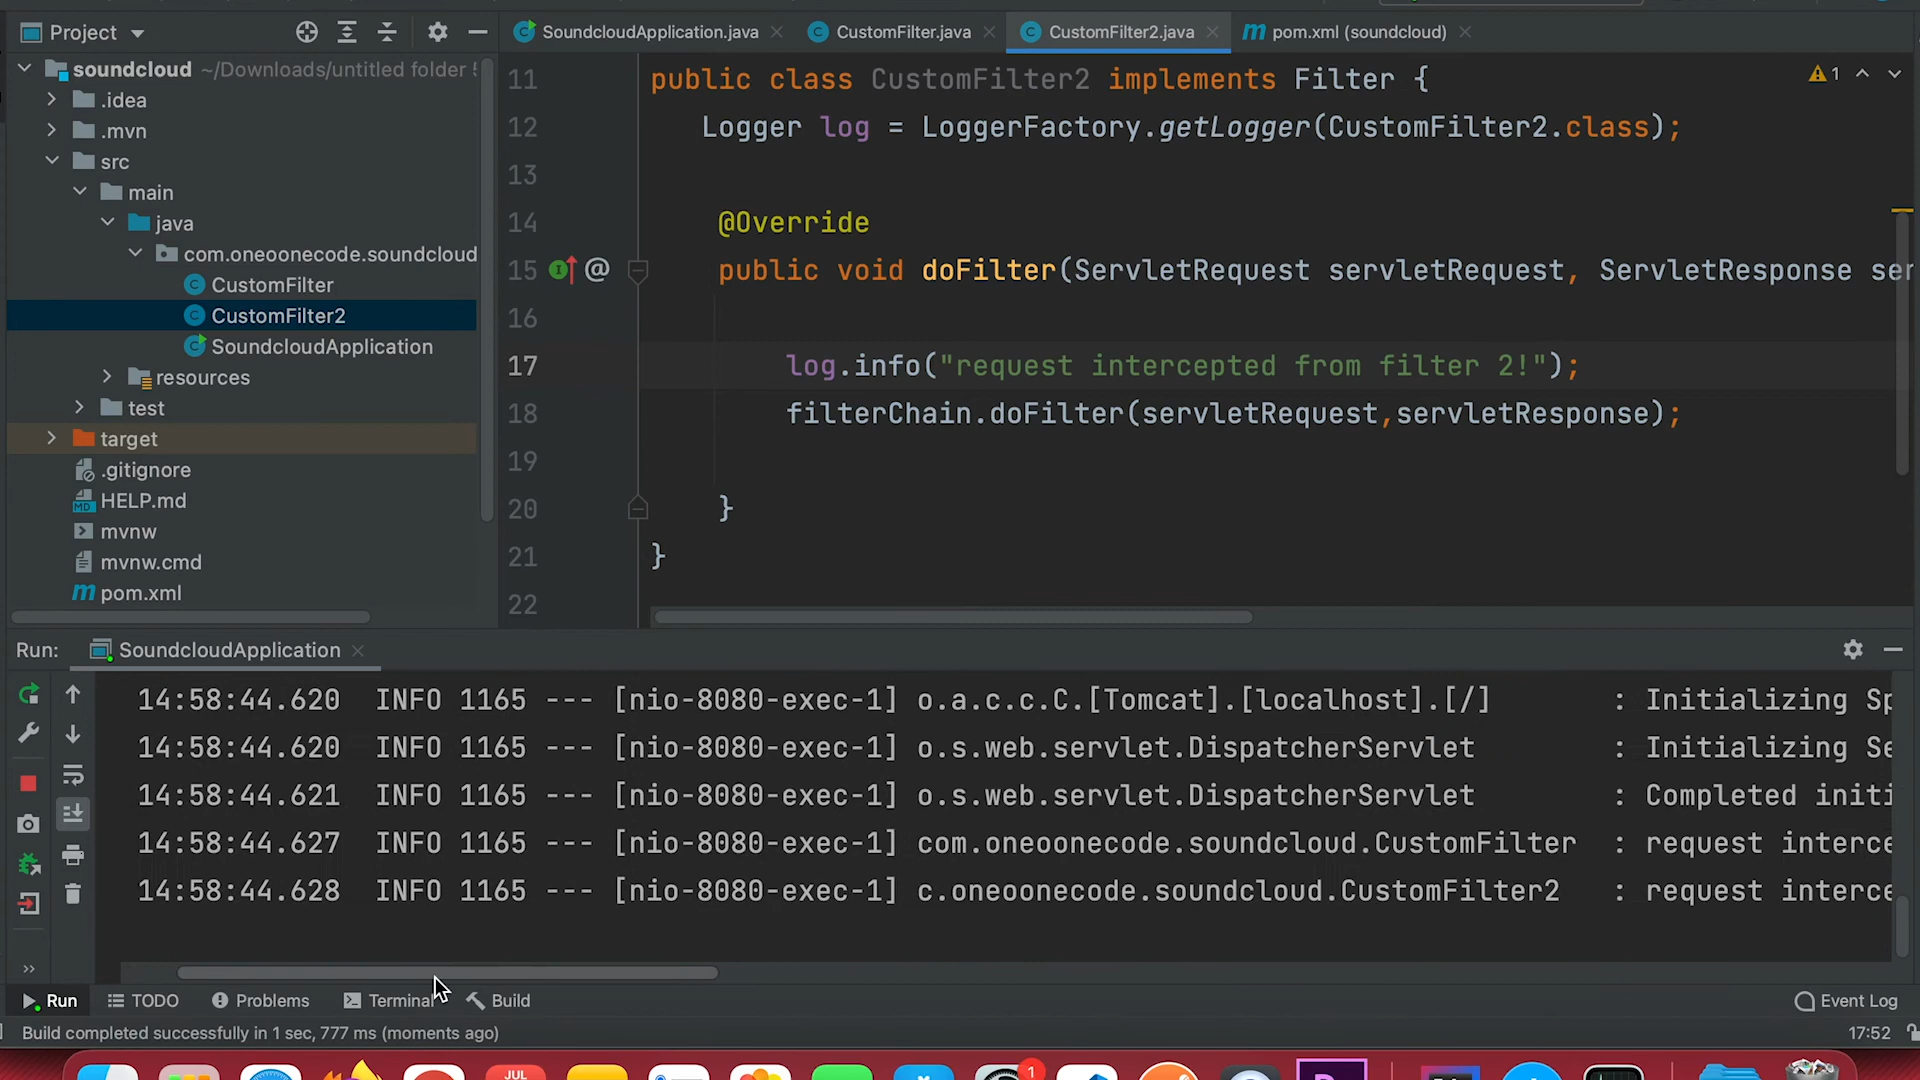 Project
SoundcloudApplication.java
CustomFilter.java
CustomFilter2.java
pom.xml (soundcloud)
soundcloud ~/Downloads/untitled folder 5
.idea
.mvn
src
main
java
com.oneoonecode.soundcloud
CustomFilter
CustomFilter2
SoundcloudApplication
resources
test
target
.gitignore
HELP.md
mvnw
mvnw.cmd
pom.xml
1
11 public class CustomFilter2 implements Filter {
12 Logger log = LoggerFactory.getLogger(CustomFilter2.class);
13
14 @Override
15 public void doFilter(ServletRequest servletRequest, ServletResponse ser
16
17 log.info("request intercepted from filter 2!");
18 filterChain.doFilter(servletRequest,servletResponse);
19
20 }
21 }
22
Run: SoundcloudApplication
14:58:44.620 INFO 1165 --- [nio-8080-exec-1] o.a.c.c.C.[Tomcat].[localhost].[/] : Initializing Sp
14:58:44.620 INFO 1165 --- [nio-8080-exec-1] o.s.web.servlet.DispatcherServlet : Initializing Se
14:58:44.621 INFO 1165 --- [nio-8080-exec-1] o.s.web.servlet.DispatcherServlet : Completed initi
14:58:44.627 INFO 1165 --- [nio-8080-exec-1] com.oneoonecode.soundcloud.CustomFilter : request interce
14:58:44.628 INFO 1165 --- [nio-8080-exec-1] c.oneoonecode.soundcloud.CustomFilter2 : request interce
Run
TODO
Problems
Terminal
Build
Event Log
Build completed successfully in 1 sec, 777 ms (moments ago)
17:52
JUL
1